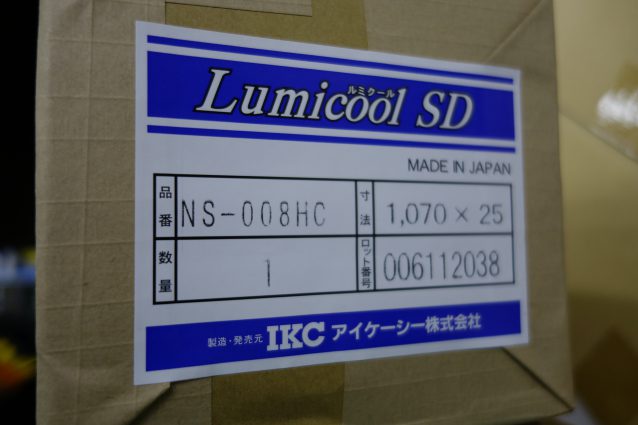 ルミクール
Lumicool SD
MADE IN JAPAN
品番 NS-008HC 寸法 1,070 × 25
数量 1 ロット番号 006112038
製造・発売元 IKC アイケーシー株式会社